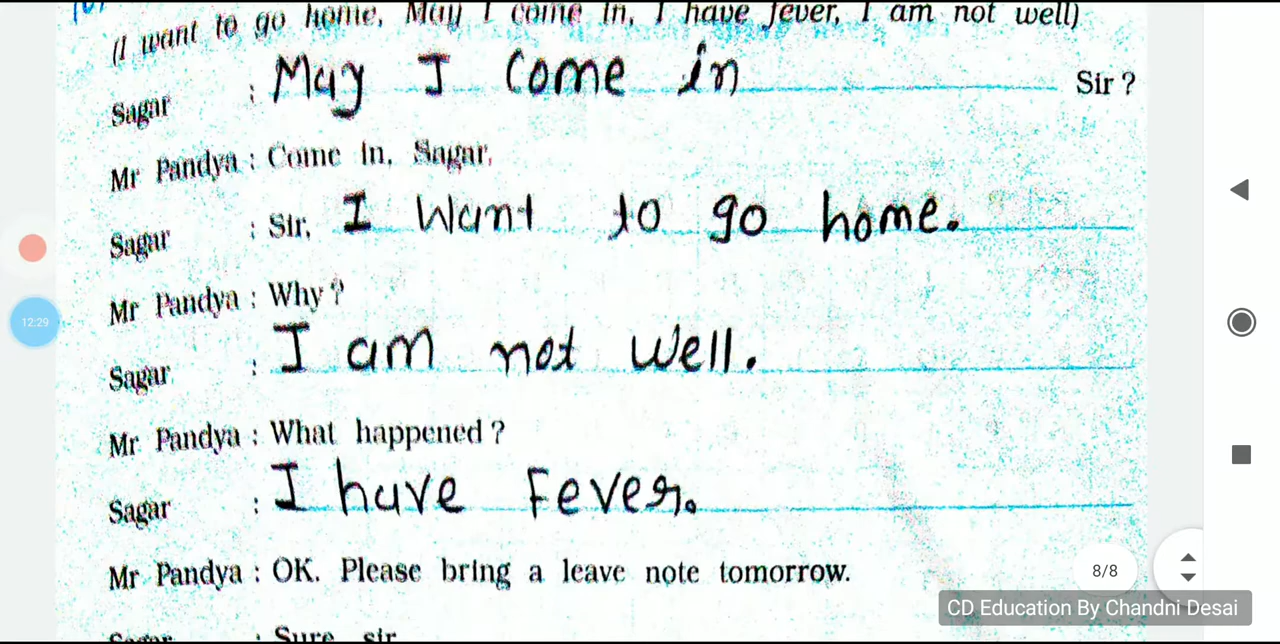 (I want to go home, May I come in, I have fever, I am not well)
Sagar : May I Come in Sir ?
Mr Pandya : Come in, Sagar,
Sagar : Sir, I want to go home.
Mr Pandya : Why ?
Sagar : I am not well.
Mr Pandya : What happened ?
Sagar : I have Fever.
Mr Pandya : OK. Please bring a leave note tomorrow.
Sagar : Sure sir
12:29
8/8
CD Education By Chandni Desai